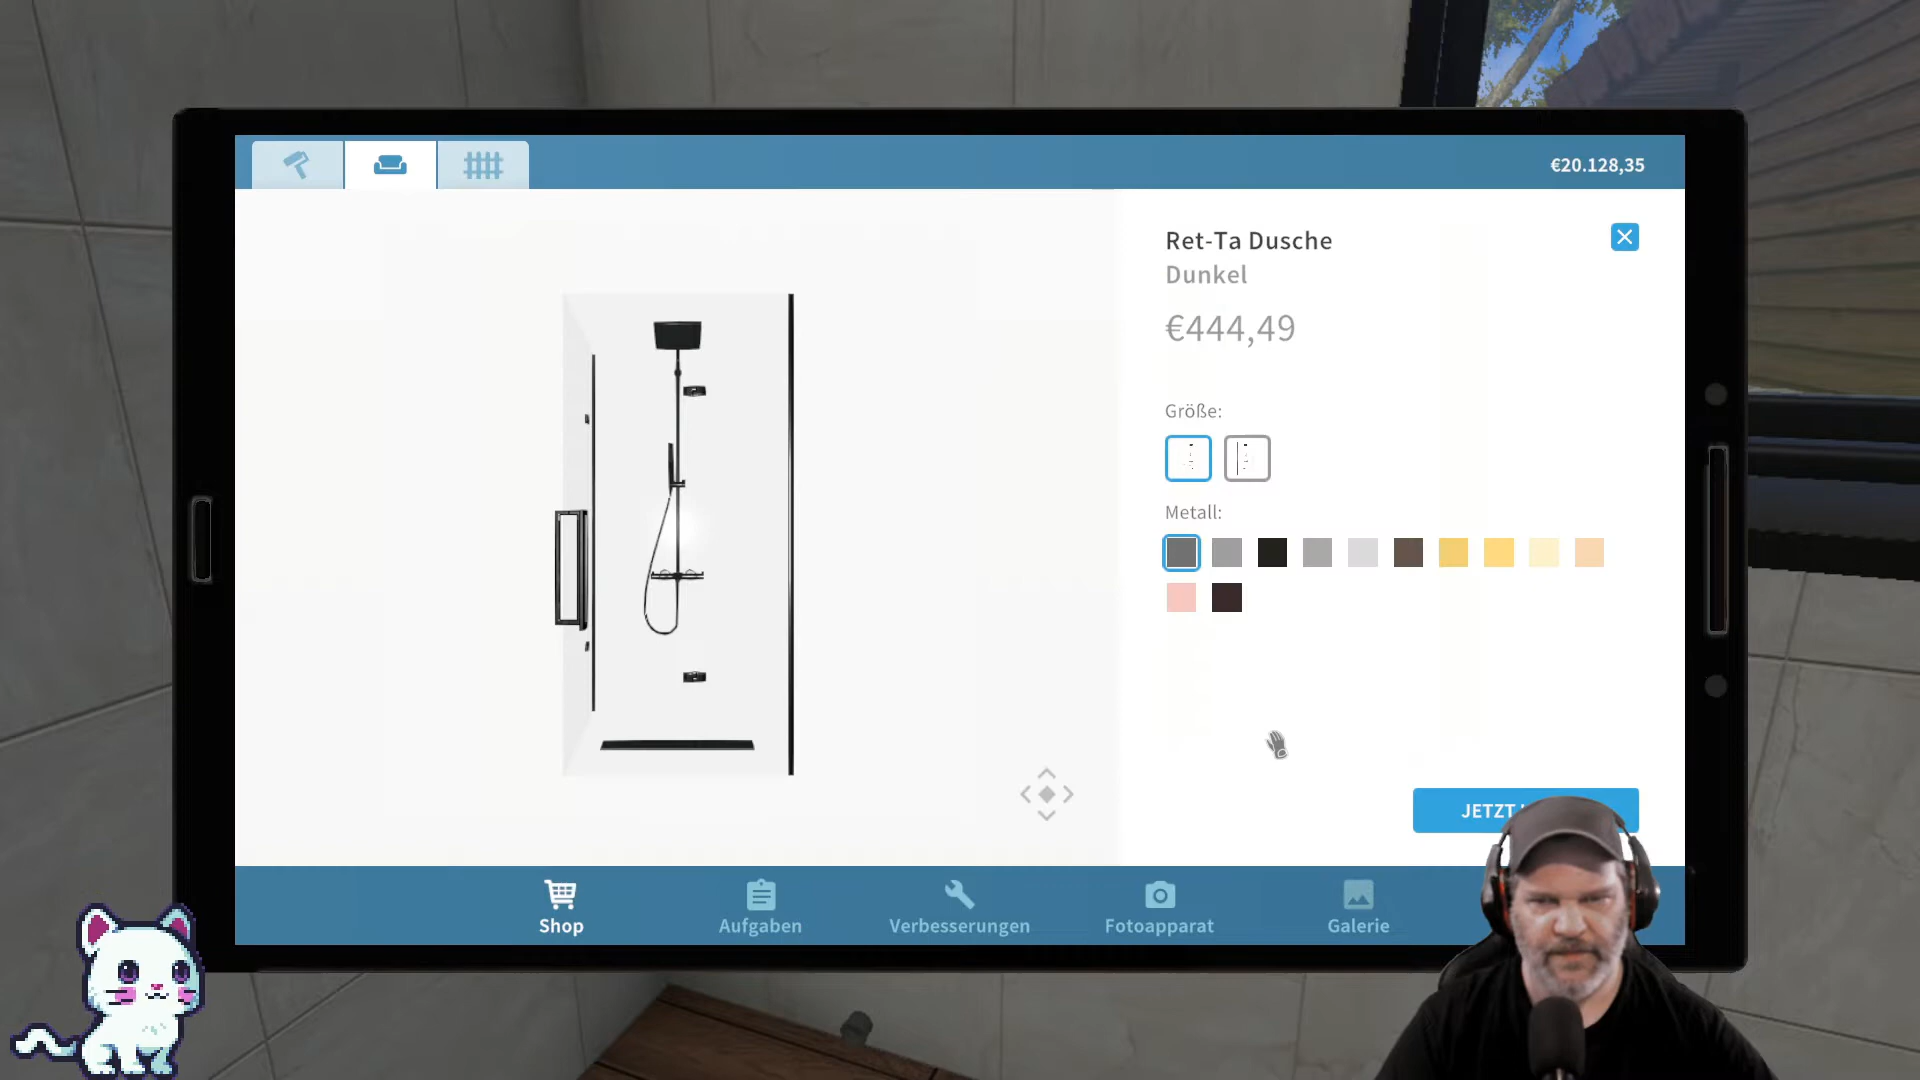 €20.128,35
Ret-Ta Dusche
Dunkel
€444,49
Größe:
Metall:
JETZT
Shop
Aufgaben
Verbesserungen
Fotoapparat
Galerie